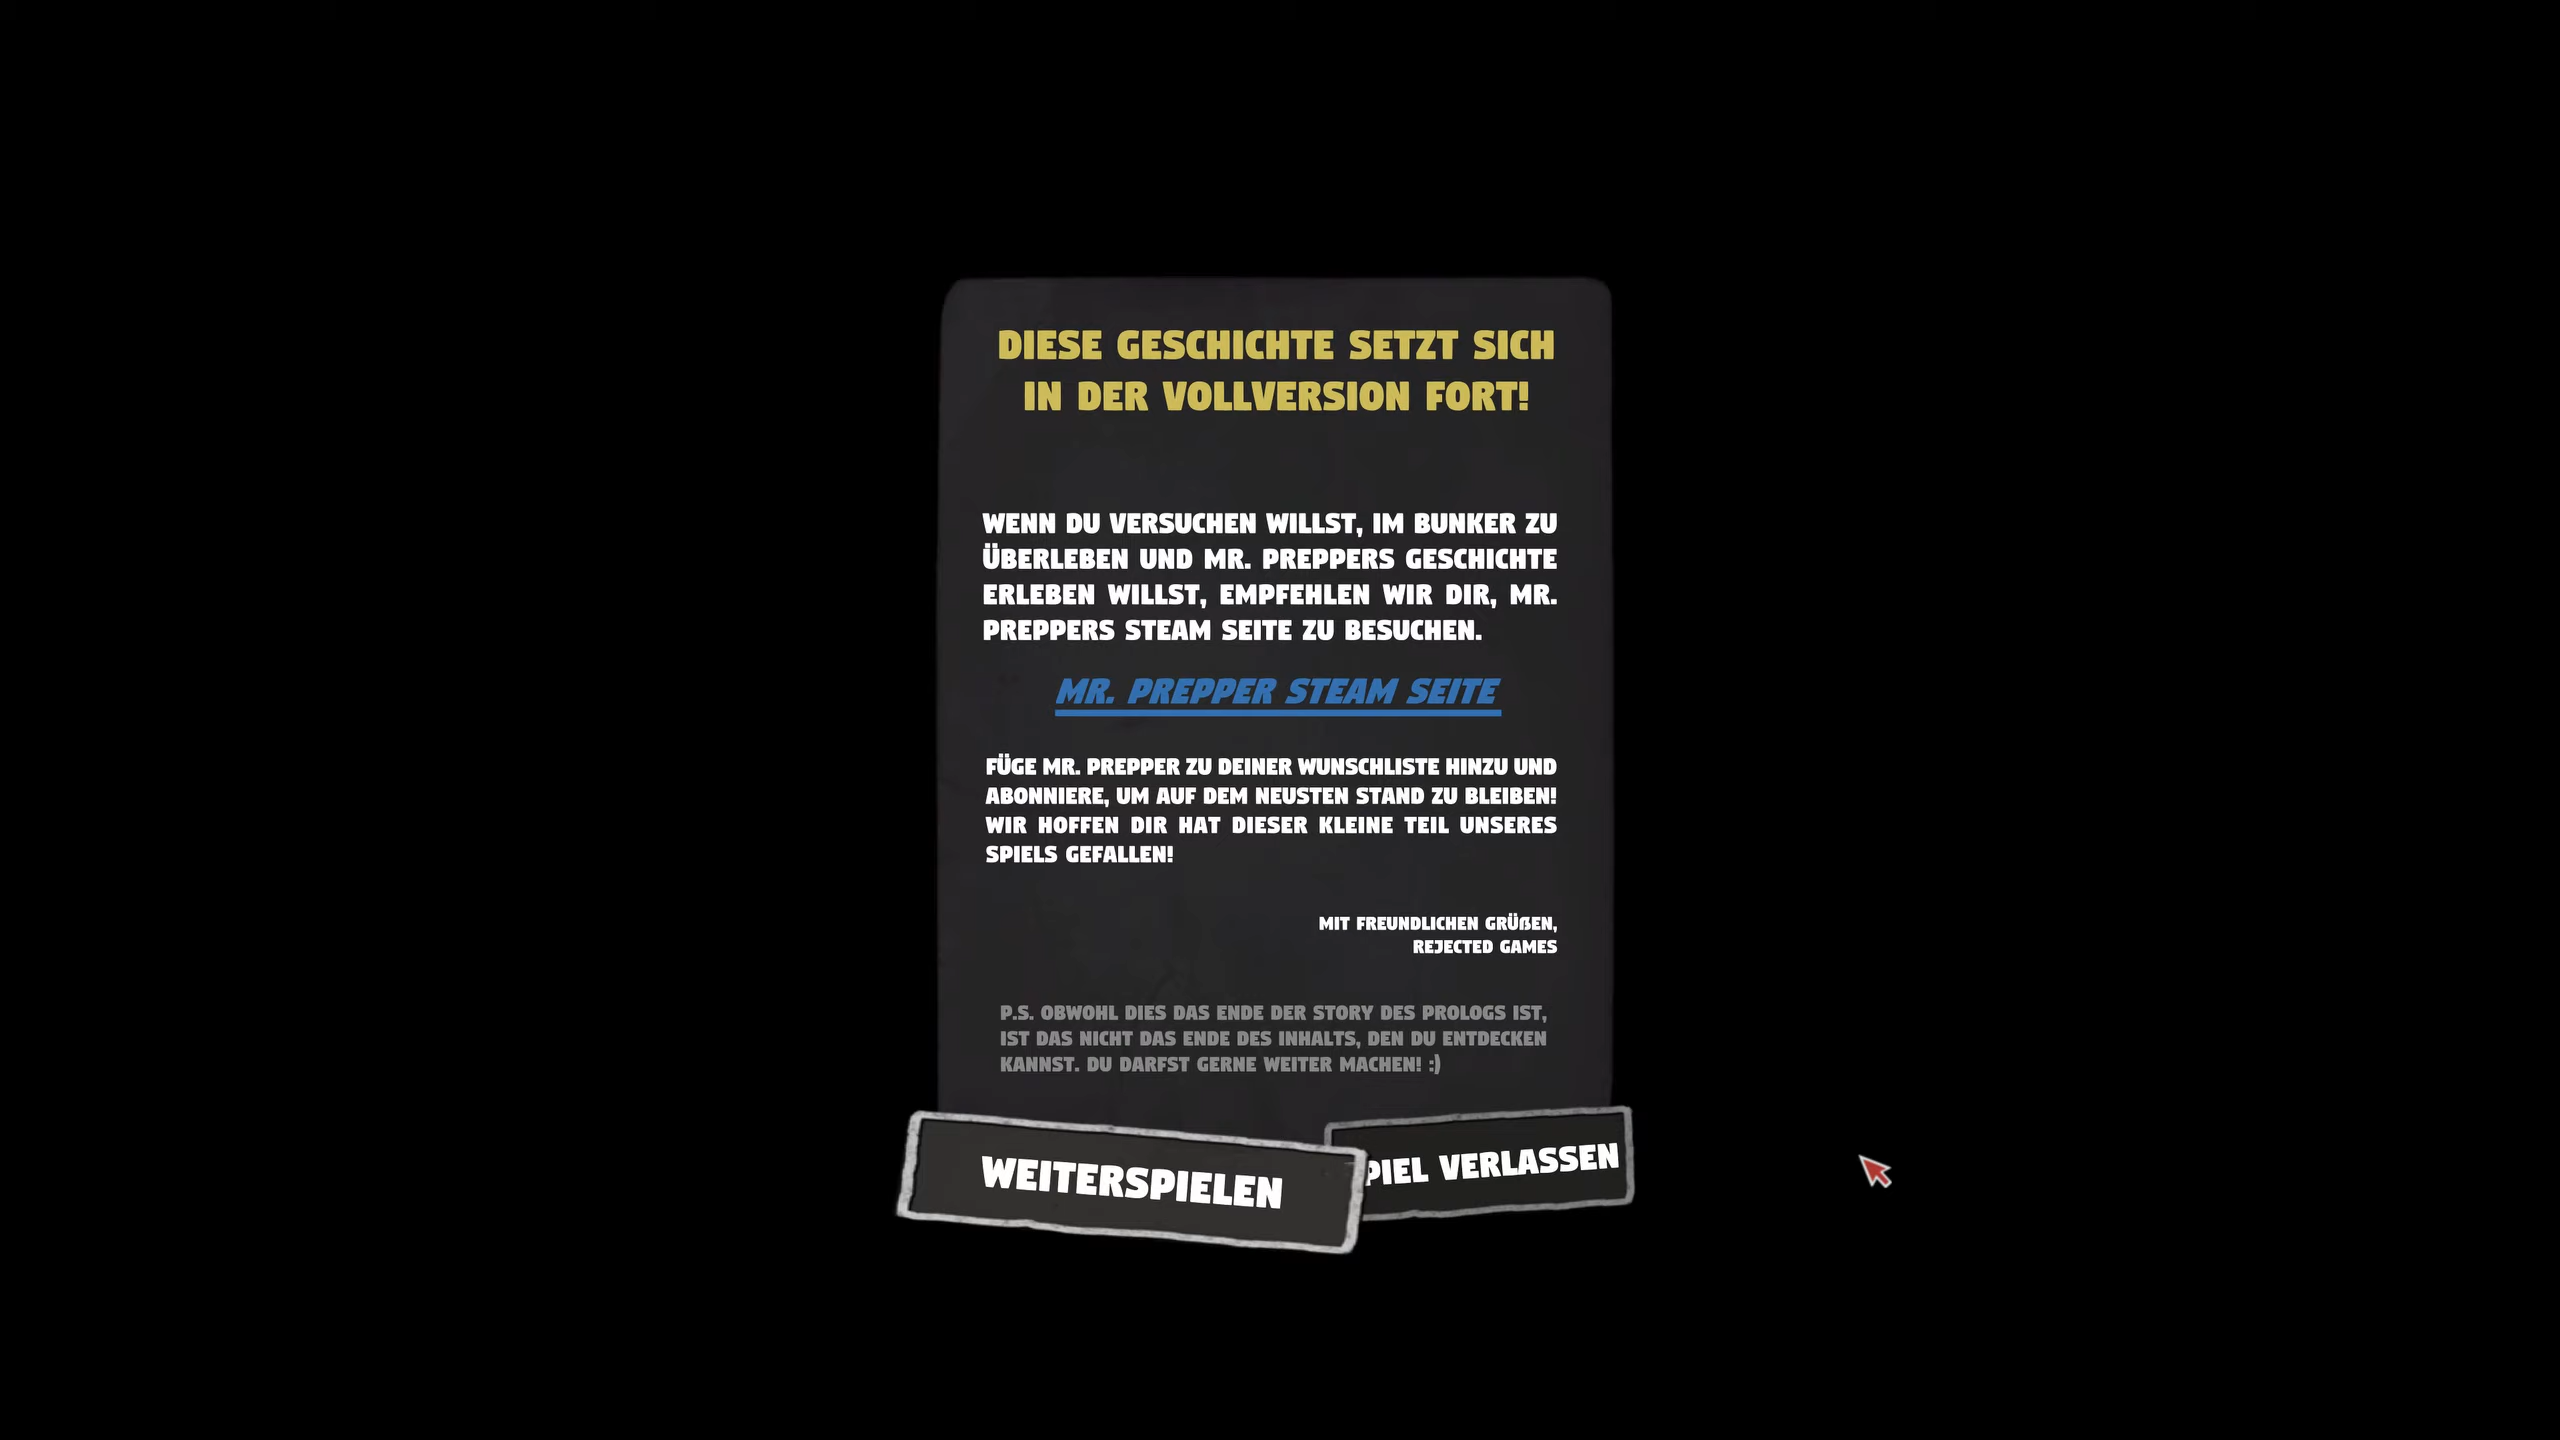 DIESE GESCHICHTE SETZT SICH
IN DER VOLLVERSION FORT!
WENN DU VERSUCHEN WILLST, IM BUNKER ZU
ÜBERLEBEN UND MR. PREPPERS GESCHICHTE
ERLEBEN WILLST, EMPFEHLEN WIR DIR, MR.
PREPPERS STEAM SEITE ZU BESUCHEN.
MR. PREPPER STEAM SEITE
FÜGE MR. PREPPER ZU DEINER WUNSCHLISTE HINZU UND
ABONNIERE, UM AUF DEM NEUSTEN STAND ZU BLEIBEN!
WIR HOFFEN DIR HAT DIESER KLEINE TEIL UNSERES
SPIELS GEFALLEN!
MIT FREUNDLICHEN GRÜßEN,
REJECTED GAMES
P.S. OBWOHL DIES DAS ENDE DER STORY DES PROLOGS IST,
IST DAS NICHT DAS ENDE DES INHALTS, DEN DU ENTDECKEN
KANNST. DU DARFST GERNE WEITER MACHEN! :)
WEITERSPIELEN
PIEL VERLASSEN